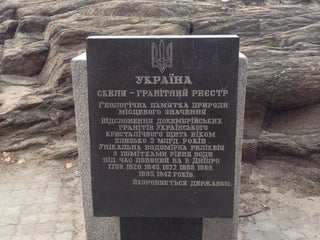 УКРАЇНА
СКЕЛЯ – ГРАНІТНИЙ РЕЄСТР
ГЕОЛОГІЧНА ПАМ'ЯТКА ПРИРОДИ
МІСЦЕВОГО ЗНАЧЕННЯ
ВІДСЛОНЕННЯ ДОКЕМБРІЙСЬКИХ
ГРАНІТІВ УКРАЇНСЬКОГО
КРИСТАЛІЧНОГО ЩИТА ВІКОМ
БЛИЗЬКО 3 МЛРД. РОКІВ.
УНІКАЛЬНА ВОДОМІРНА РЕЛІКВІЯ
З ПОМІТКАМИ РІВНЯ ВОДИ
ПІД ЧАС ПОВЕНЕЙ НА Р. ДНІПРО
1789, 1820, 1845, 1877, 1888, 1889,
1895, 1942 РОКІВ.
ОХОРОНЯЄТЬСЯ ДЕРЖАВОЮ.